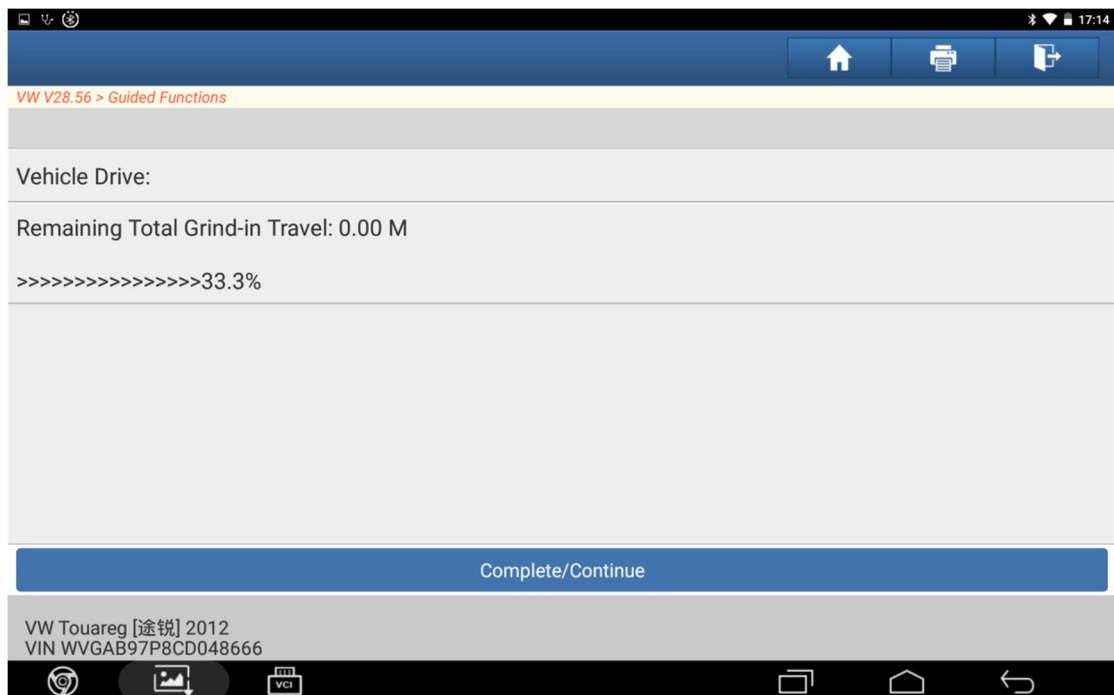 17:14
VW V28.56 > Guided Functions
Vehicle Drive:
Remaining Total Grind-in Travel: 0.00 M
>>>>>>>>>>>>>>>>33.3%
Complete/Continue
VW Touareg [途锐] 2012
VIN WVGAB97P8CD048666
VCI